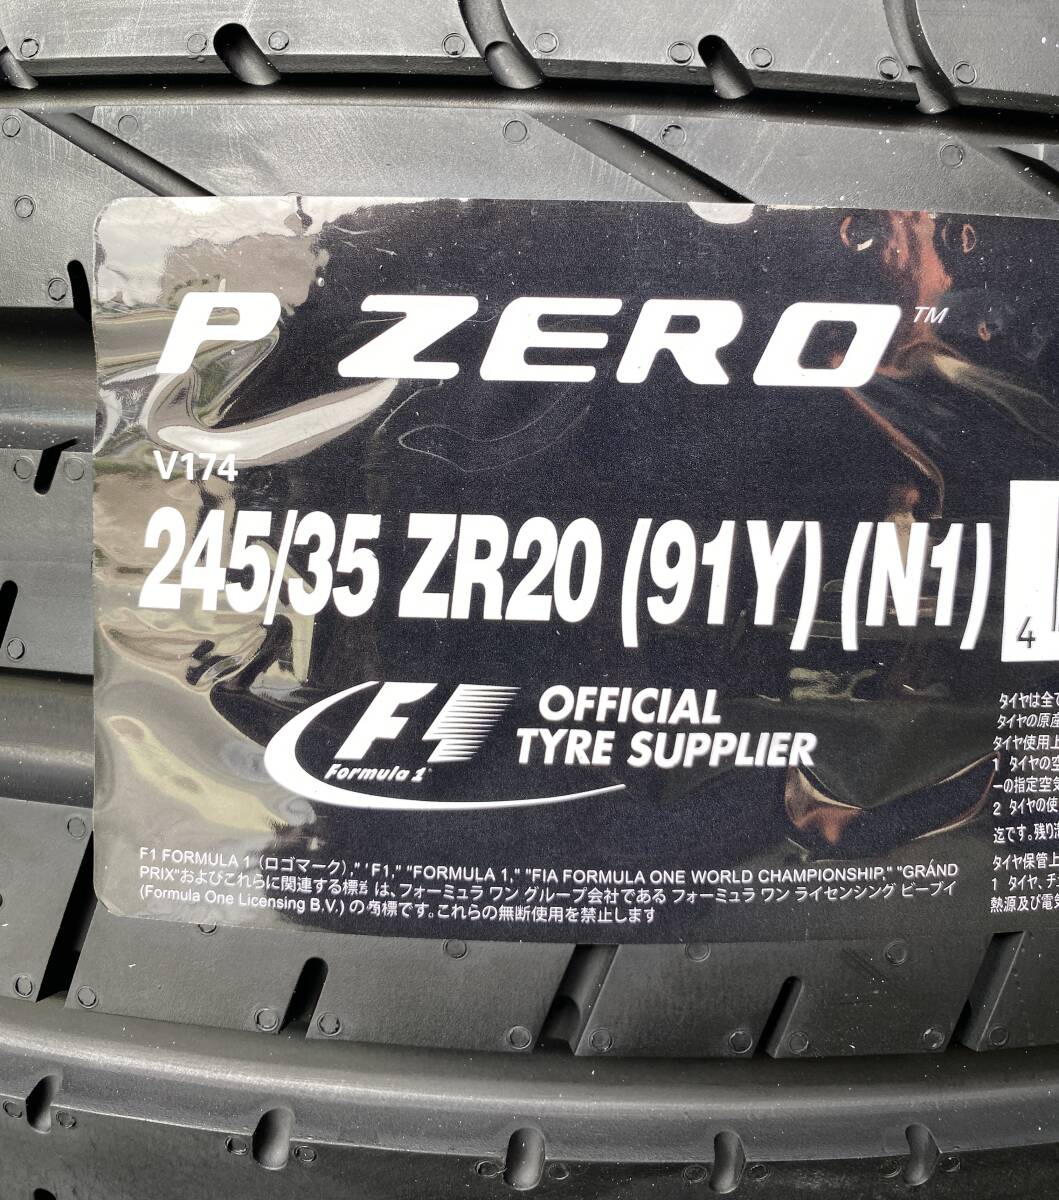 P ZERO™
V174
245/35 ZR20 (91Y) (N1)
4
F1
Formula 1
OFFICIAL
TYRE SUPPLIER
F1 FORMULA 1 (ロゴマーク)," 'F1," "FORMULA 1," "FIA FORMULA ONE WORLD CHAMPIONSHIP," "GRÁND
PRIX"およびこれらに関連する標 は、フォーミュラ ワン グループ会社である フォーミュラ ワン ライセンシング ビーブイ
(Formula One Licensing B.V.) の商標です。これらの無断使用を禁止します
タイヤは全て
タイヤの原産
タイヤ使用上
1 タイヤの空
ーの指定空気
2 タイヤの使
迄です。残り溝
タイヤ保管上
1 タイヤ、チ
熱源及び電気